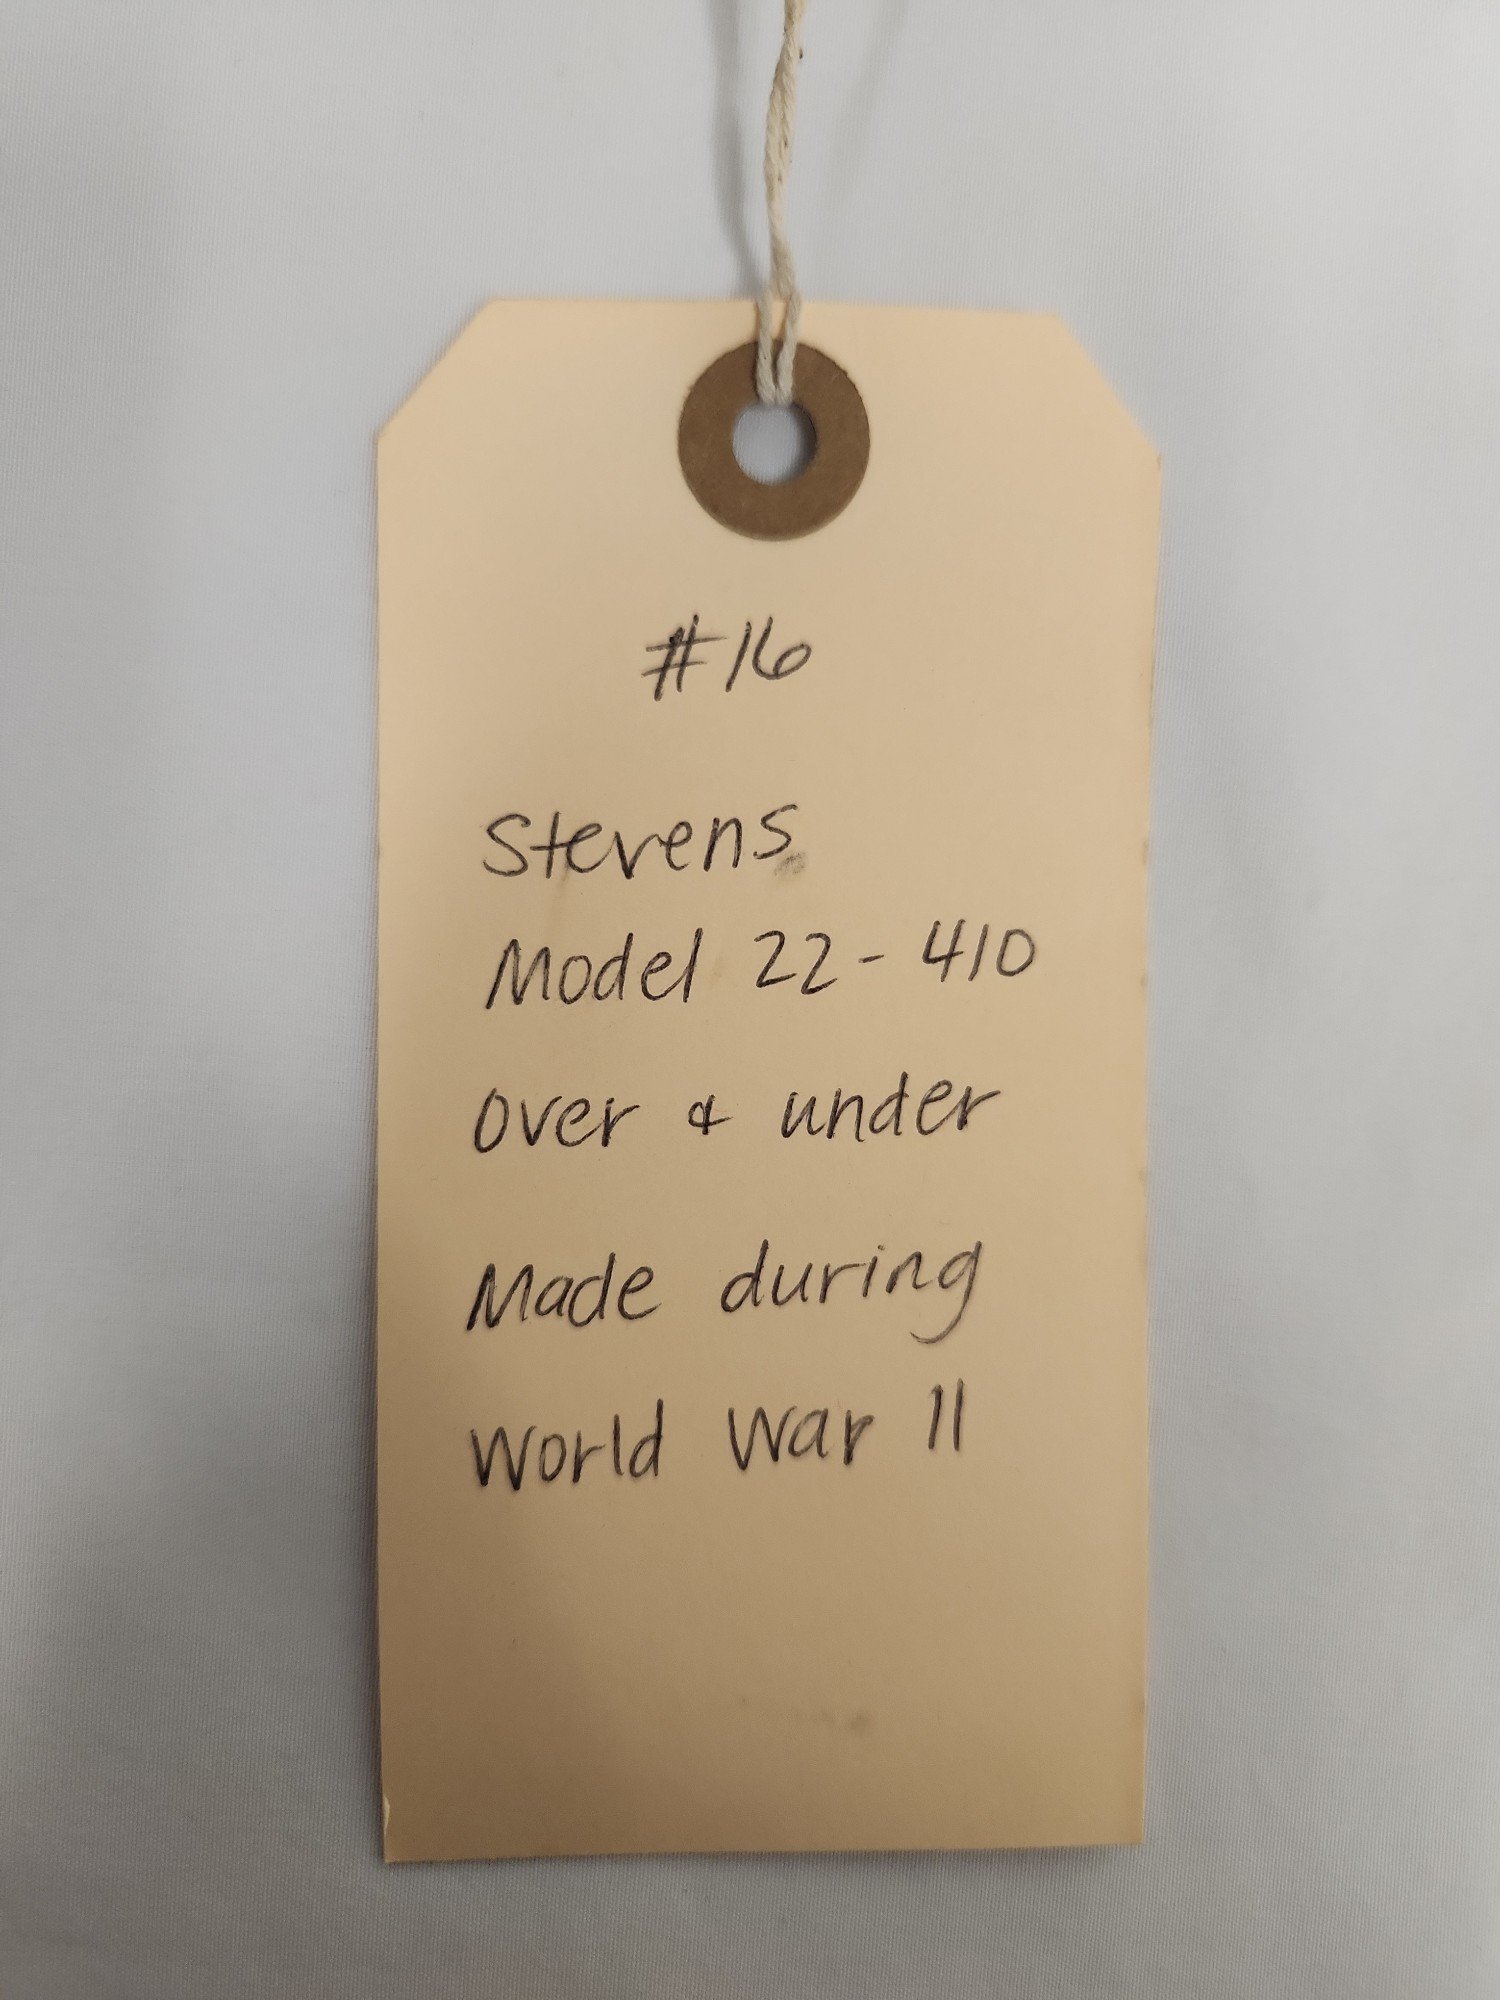 #16
Stevens
Model 22-410
over & under
Made during
World War II